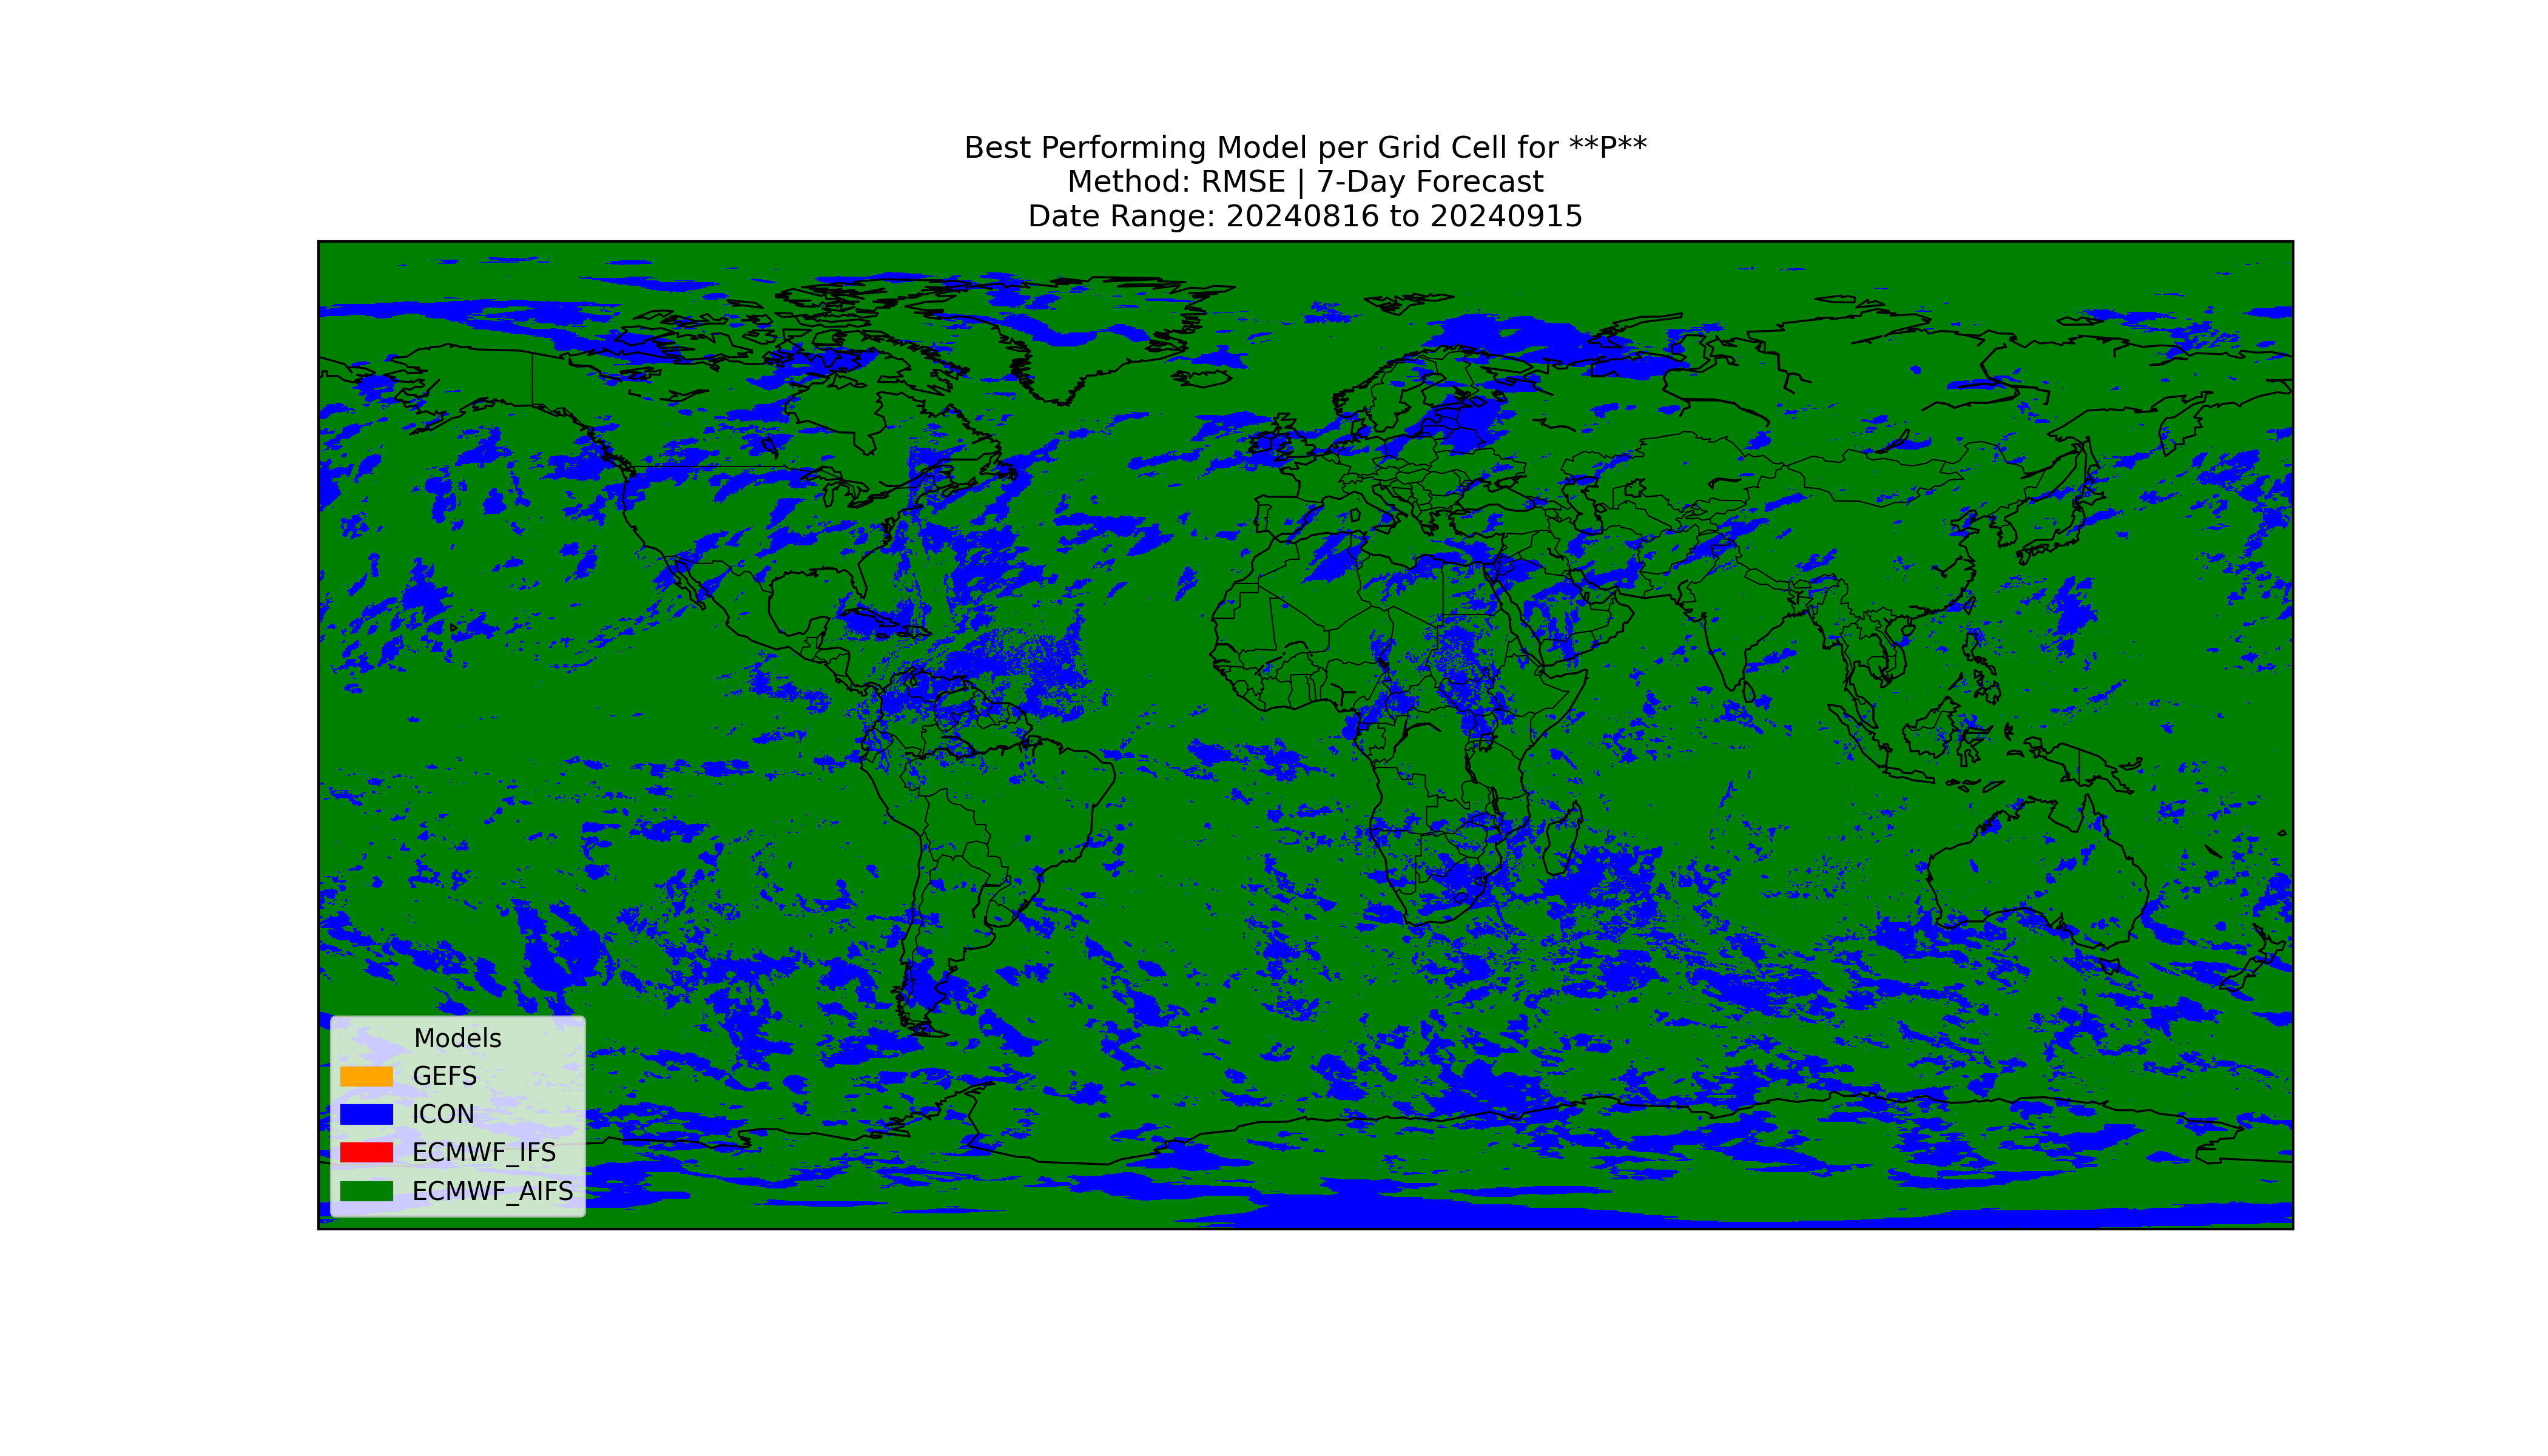 Best Performing Model per Grid Cell for **P**
Method: RMSE | 7-Day Forecast
Date Range: 20240816 to 20240915
Models
GEFS
ICON
ECMWF_IFS
ECMWF_AIFS